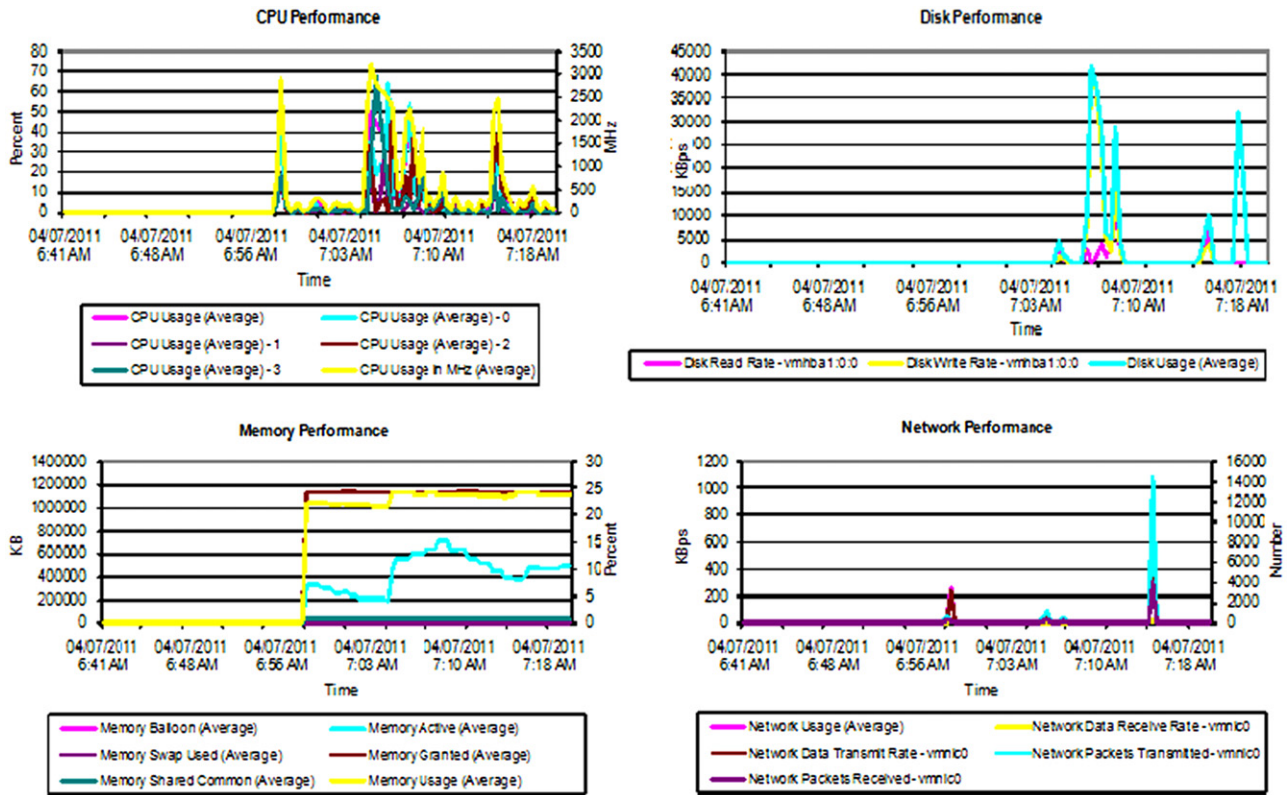 CPU Performance
80
70
60
50
40
30
20
10
0
Percent
3500
3000
2500
2000
1500
1000
500
0
MHz
04/07/2011 04/07/2011 04/07/2011 04/07/2011 04/07/2011 04/07/2011
6:41 AM 6:48 AM 6:56 AM 7:03 AM 7:10 AM 7:18 AM
Time
CPU Usage (Average) CPU Usage (Average) - 0
CPU Usage (Average) - 1 CPU Usage (Average) - 2
CPU Usage (Average) - 3 CPU Usage in MHz (Average)
Disk Performance
45000
40000
35000
30000
25000
20000
15000
10000
5000
0
KBps
04/07/2011 04/07/2011 04/07/2011 04/07/2011 04/07/2011 04/07/2011
6:41 AM 6:48 AM 6:56 AM 7:03 AM 7:10 AM 7:18 AM
Time
Disk Read Rate - vmhba1:0:0 Disk Write Rate - vmhba1:0:0 Disk Usage (Average)
Memory Performance
1400000
1200000
1000000
800000
600000
400000
200000
0
KB
30
25
20
15
10
5
0
Percent
04/07/2011 04/07/2011 04/07/2011 04/07/2011 04/07/2011 04/07/2011
6:41 AM 6:48 AM 6:56 AM 7:03 AM 7:10 AM 7:18 AM
Time
Memory Balloon (Average) Memory Active (Average)
Memory Swap Used (Average) Memory Granted (Average)
Memory Shared Common (Average) Memory Usage (Average)
Network Performance
1200
1000
800
600
400
200
0
KBps
16000
14000
12000
10000
8000
6000
4000
2000
0
Number
04/07/2011 04/07/2011 04/07/2011 04/07/2011 04/07/2011 04/07/2011
6:41 AM 6:48 AM 6:56 AM 7:03 AM 7:10 AM 7:18 AM
Time
Network Usage (Average) Network Data Receive Rate - vmnic0
Network Data Transmit Rate - vmnic0 Network Packets Transmitted - vmnic0
Network Packets Received - vmnic0